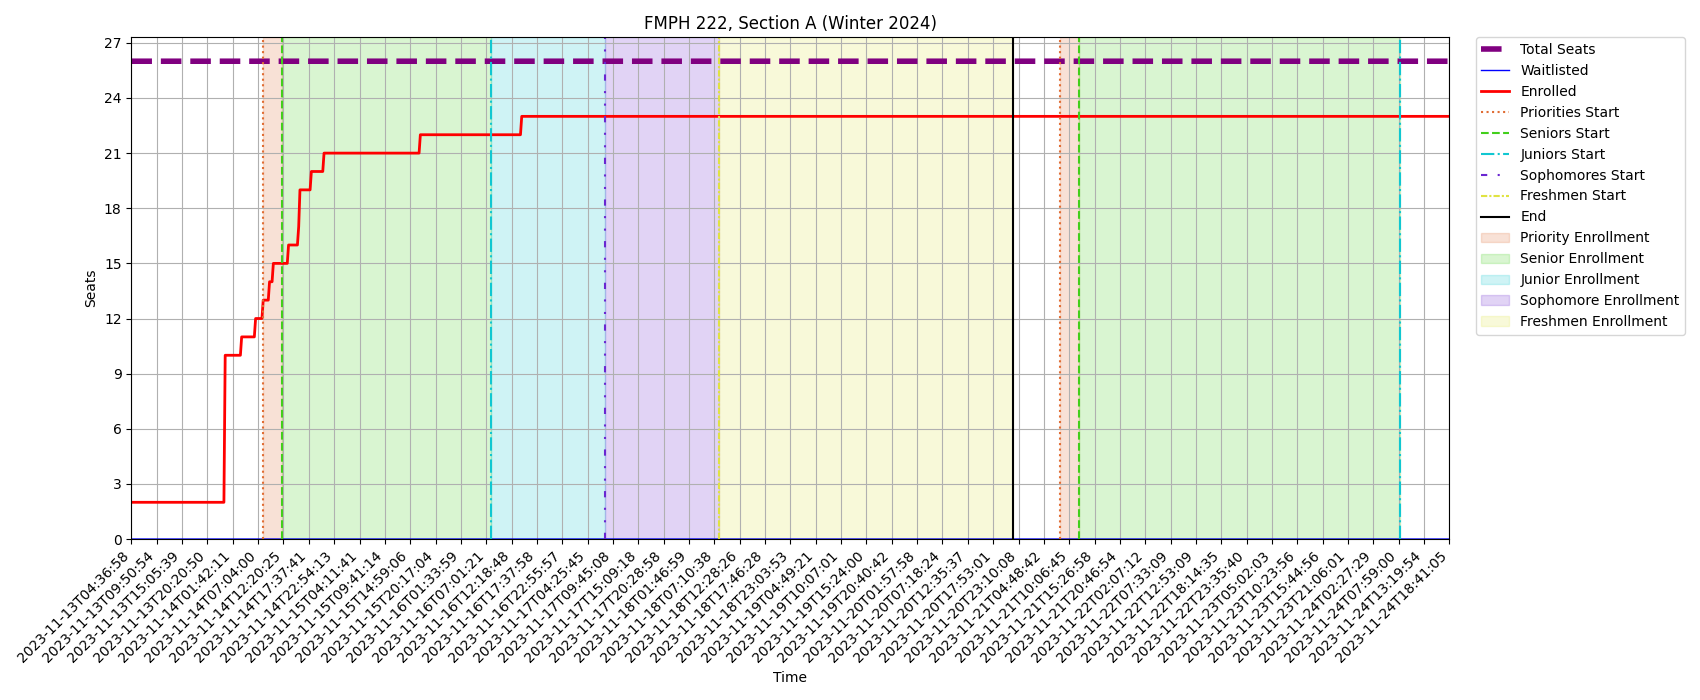 FMPH 222, Section A (Winter 2024)
Seats
27
24
21
18
15
12
9
6
3
0
2023-11-13T04:36:58
2023-11-13T09:50:54
2023-11-13T15:05:39
2023-11-13T20:20:50
2023-11-14T01:42:11
2023-11-14T07:04:00
2023-11-14T12:20:25
2023-11-14T17:37:41
2023-11-14T22:54:13
2023-11-15T04:11:41
2023-11-15T09:41:14
2023-11-15T14:59:06
2023-11-15T20:17:04
2023-11-16T01:33:59
2023-11-16T07:01:21
2023-11-16T12:18:48
2023-11-16T17:37:58
2023-11-16T22:55:57
2023-11-17T04:25:45
2023-11-17T09:45:08
2023-11-17T15:09:18
2023-11-17T20:28:58
2023-11-18T01:46:59
2023-11-18T07:10:38
2023-11-18T12:28:26
2023-11-18T17:46:28
2023-11-18T23:03:53
2023-11-19T04:49:21
2023-11-19T10:07:01
2023-11-19T15:24:00
2023-11-19T20:40:42
2023-11-20T01:57:58
2023-11-20T07:18:24
2023-11-20T12:35:37
2023-11-20T17:53:01
2023-11-20T23:10:08
2023-11-21T04:48:42
2023-11-21T10:06:45
2023-11-21T15:26:58
2023-11-21T20:46:54
2023-11-22T02:07:12
2023-11-22T07:33:09
2023-11-22T12:53:09
2023-11-22T18:14:35
2023-11-22T23:35:40
2023-11-23T05:02:03
2023-11-23T10:23:56
2023-11-23T15:44:56
2023-11-23T21:06:01
2023-11-24T02:27:29
2023-11-24T07:59:00
2023-11-24T13:19:54
2023-11-24T18:41:05
Time
Total Seats
Waitlisted
Enrolled
Priorities Start
Seniors Start
Juniors Start
Sophomores Start
Freshmen Start
End
Priority Enrollment
Senior Enrollment
Junior Enrollment
Sophomore Enrollment
Freshmen Enrollment